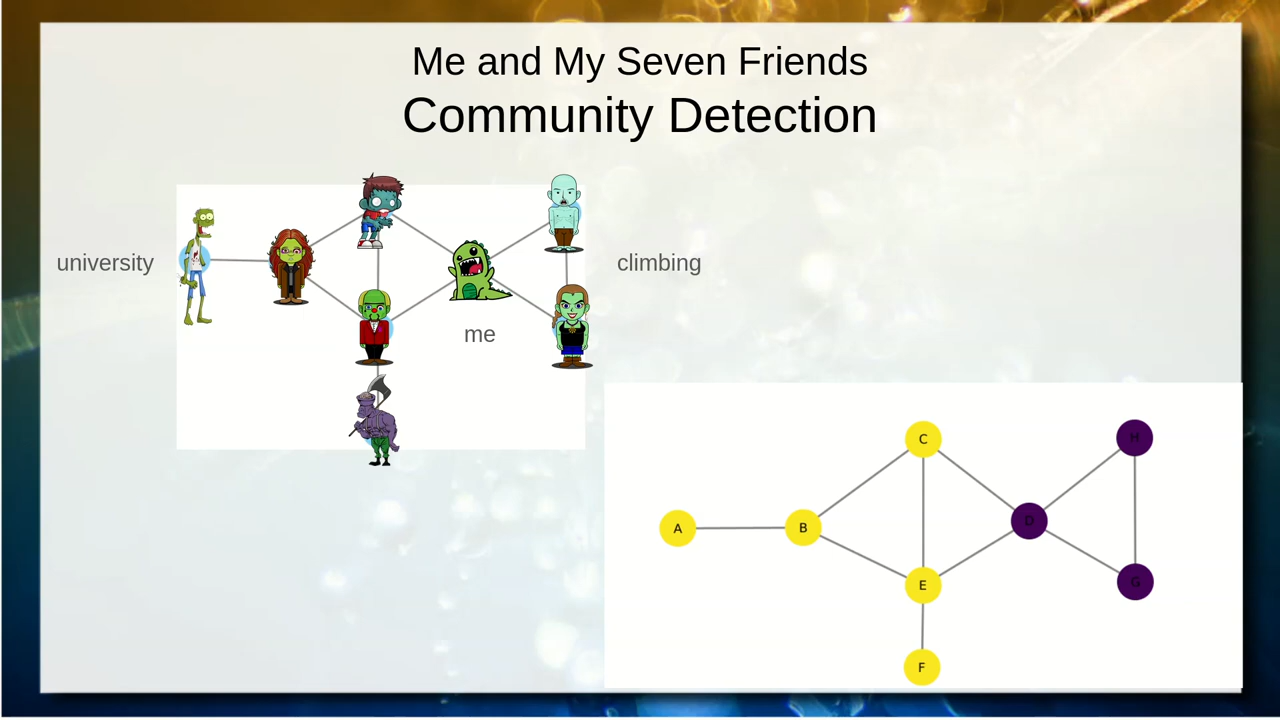 Me and My Seven Friends
Community Detection
university
climbing
me
C
H
A
B
D
E
G
F